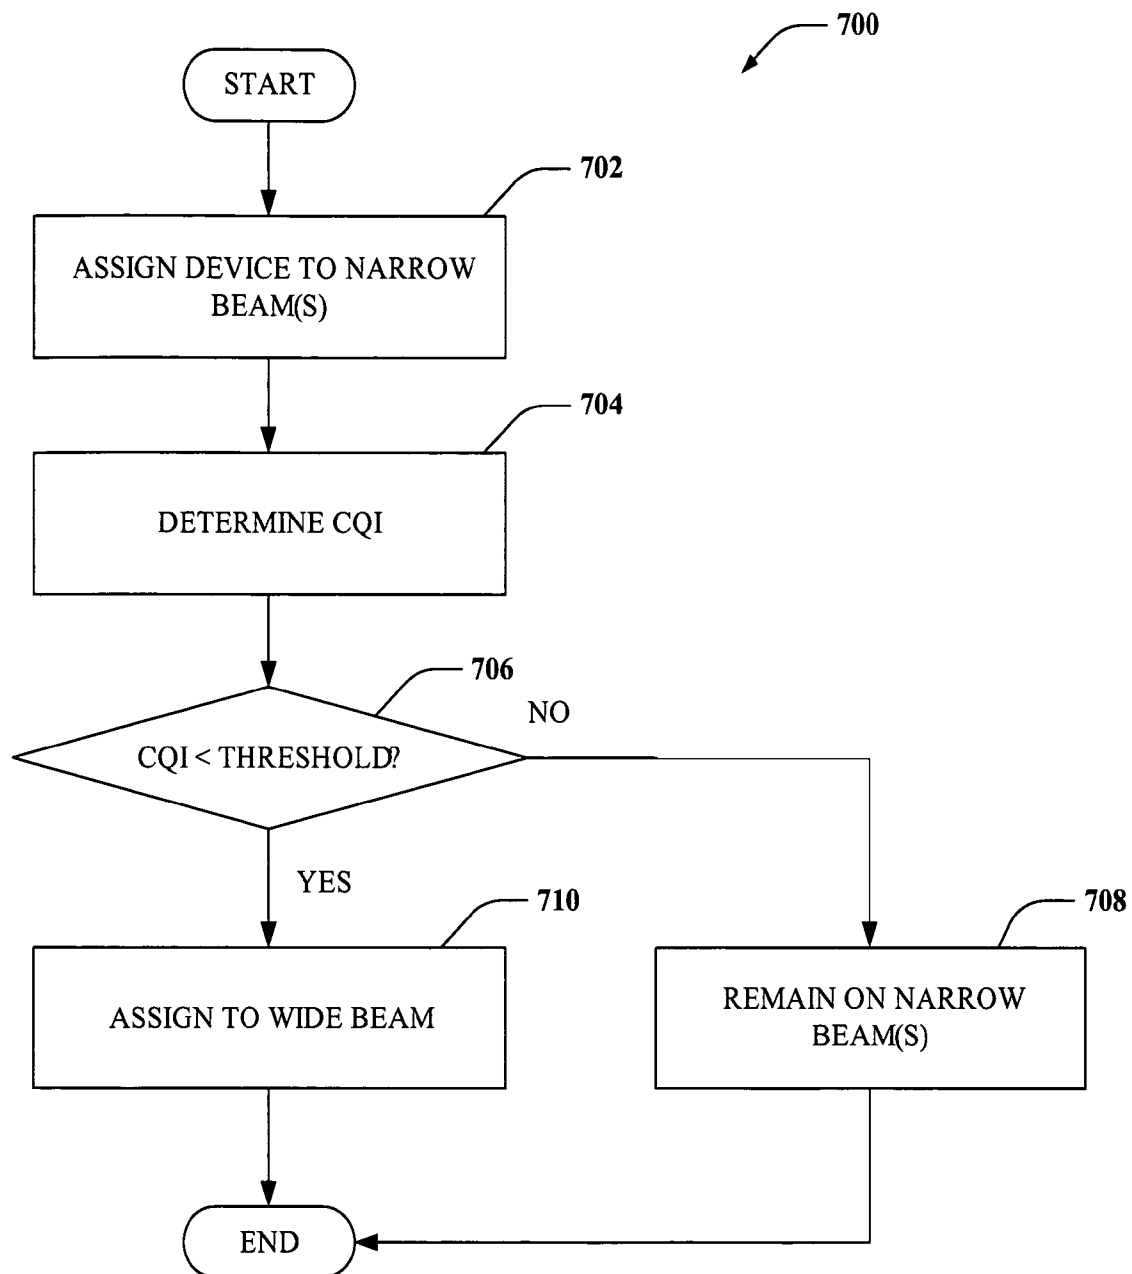 700
START
702
ASSIGN DEVICE TO NARROW
BEAM(S)
704
DETERMINE CQI
706
NO
CQI < THRESHOLD?
YES
710
708
ASSIGN TO WIDE BEAM
REMAIN ON NARROW
BEAM(S)
END